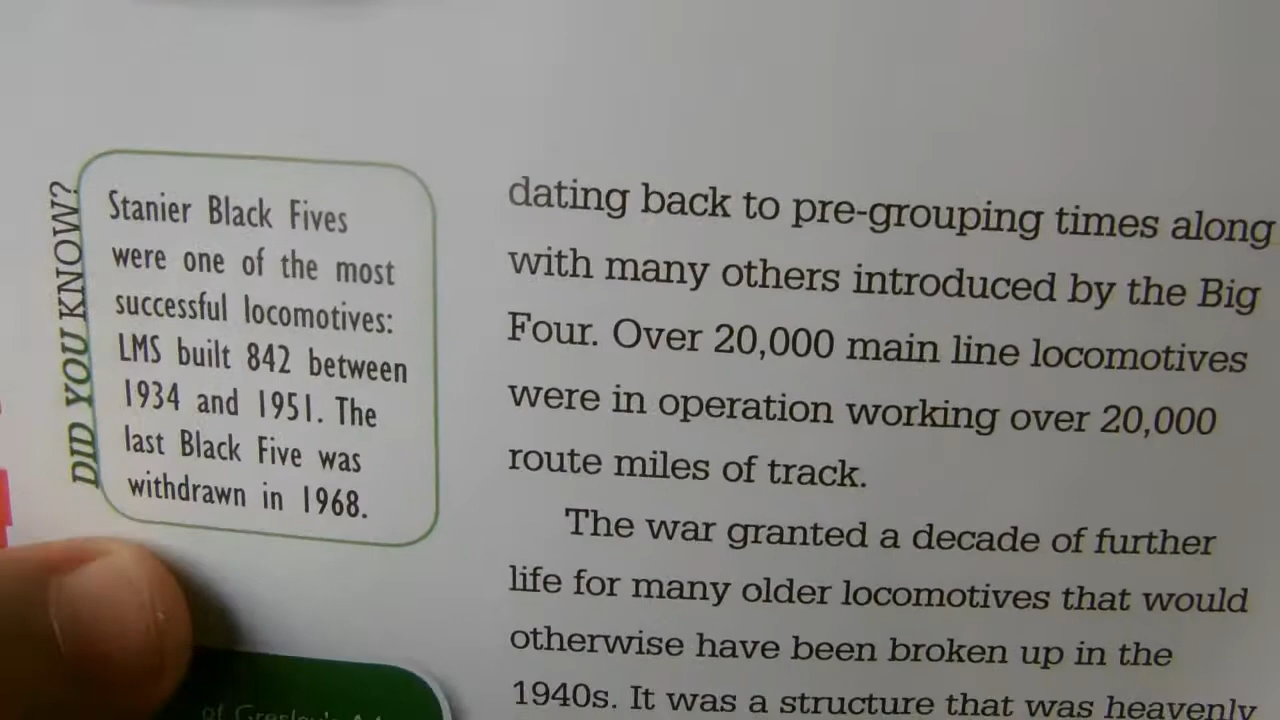 DID YOU KNOW?
Stanier Black Fives
were one of the most
successful locomotives:
LMS built 842 between
1934 and 1951. The
last Black Five was
withdrawn in 1968.
dating back to pre-grouping times along
with many others introduced by the Big
Four. Over 20,000 main line locomotives
were in operation working over 20,000
route miles of track.
The war granted a decade of further
life for many older locomotives that would
otherwise have been broken up in the
1940s. It was a structure that was heavenly
of